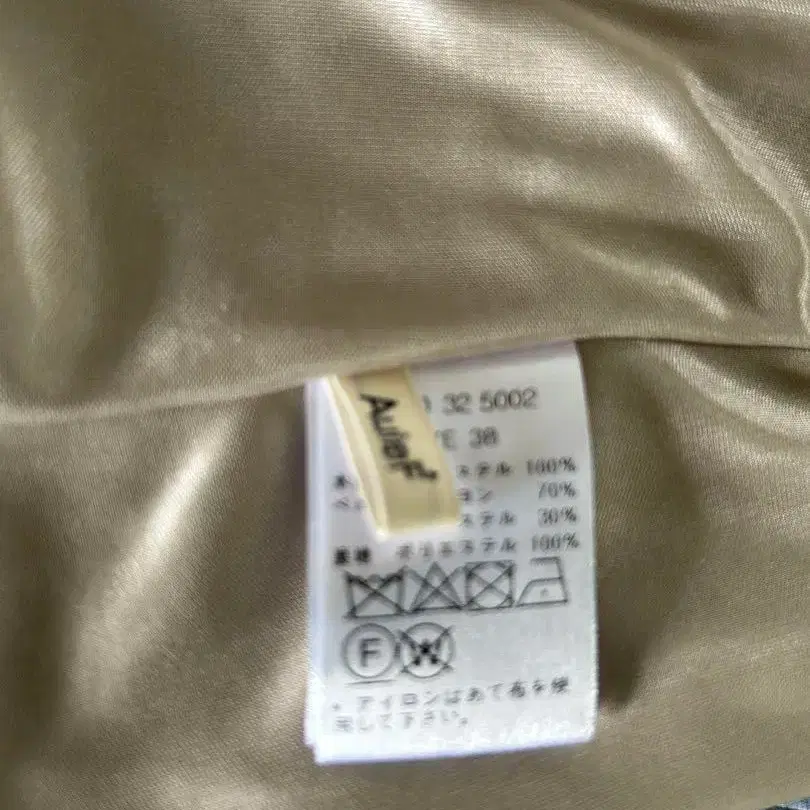 32 5002
38
ステル 100%
ョン 70%
ステル 30%
裏地 ポリエステル 100%
F
W
* アイロンはあて布を使
用して下さい。